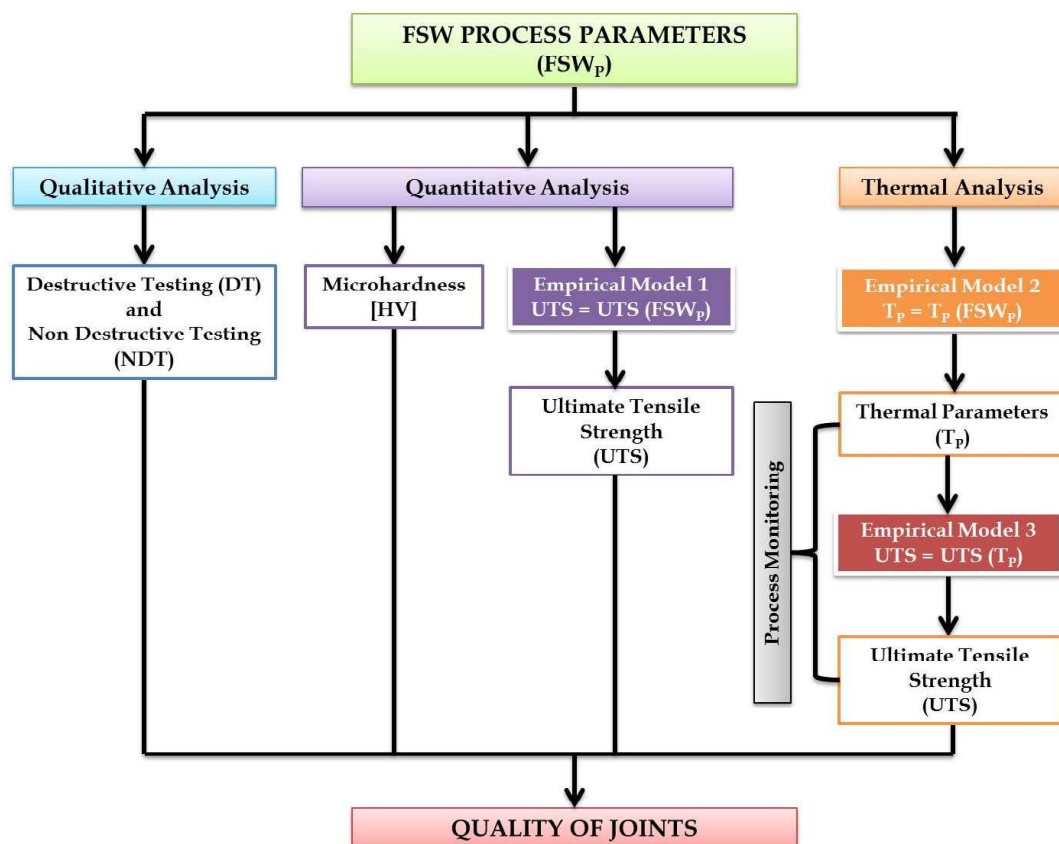 FSW PROCESS PARAMETERS
(FSWP)
Qualitative Analysis
Quantitative Analysis
Thermal Analysis
Destructive Testing (DT)
and
Non Destructive Testing
(NDT)
Microhardness
[HV]
Empirical Model 1
UTS = UTS (FSWP)
Ultimate Tensile
Strength
(UTS)
Empirical Model 2
TP = TP (FSWP)
Thermal Parameters
(TP)
Process Monitoring
Empirical Model 3
UTS = UTS (TP)
Ultimate Tensile
Strength
(UTS)
QUALITY OF JOINTS